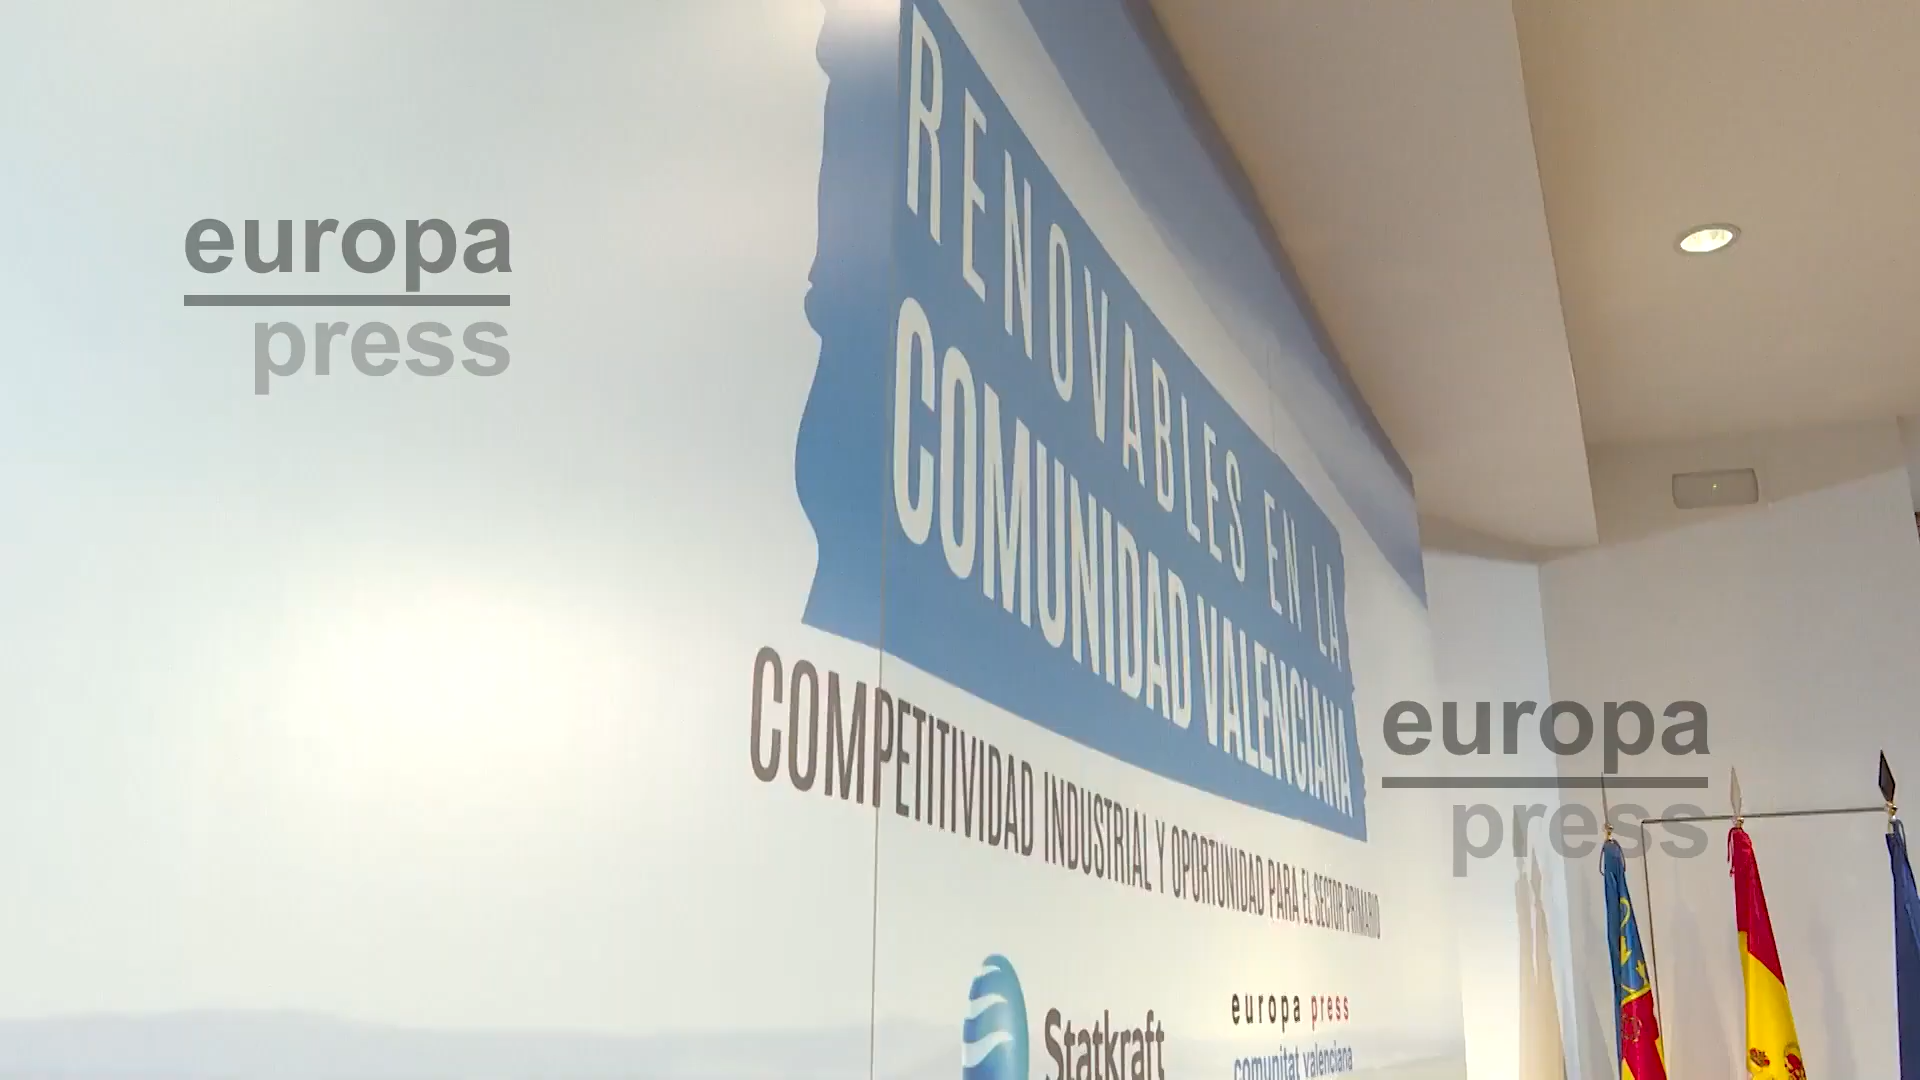 europa
press
RENOVABLES EN LA
COMUNIDAD VALENCIANA
COMPETITIVIDAD INDUSTRIAL Y OPORTUNIDAD PARA EL SECTOR PRIMARIO
europa
press
Statkraft
europa press
comunitat valenciana